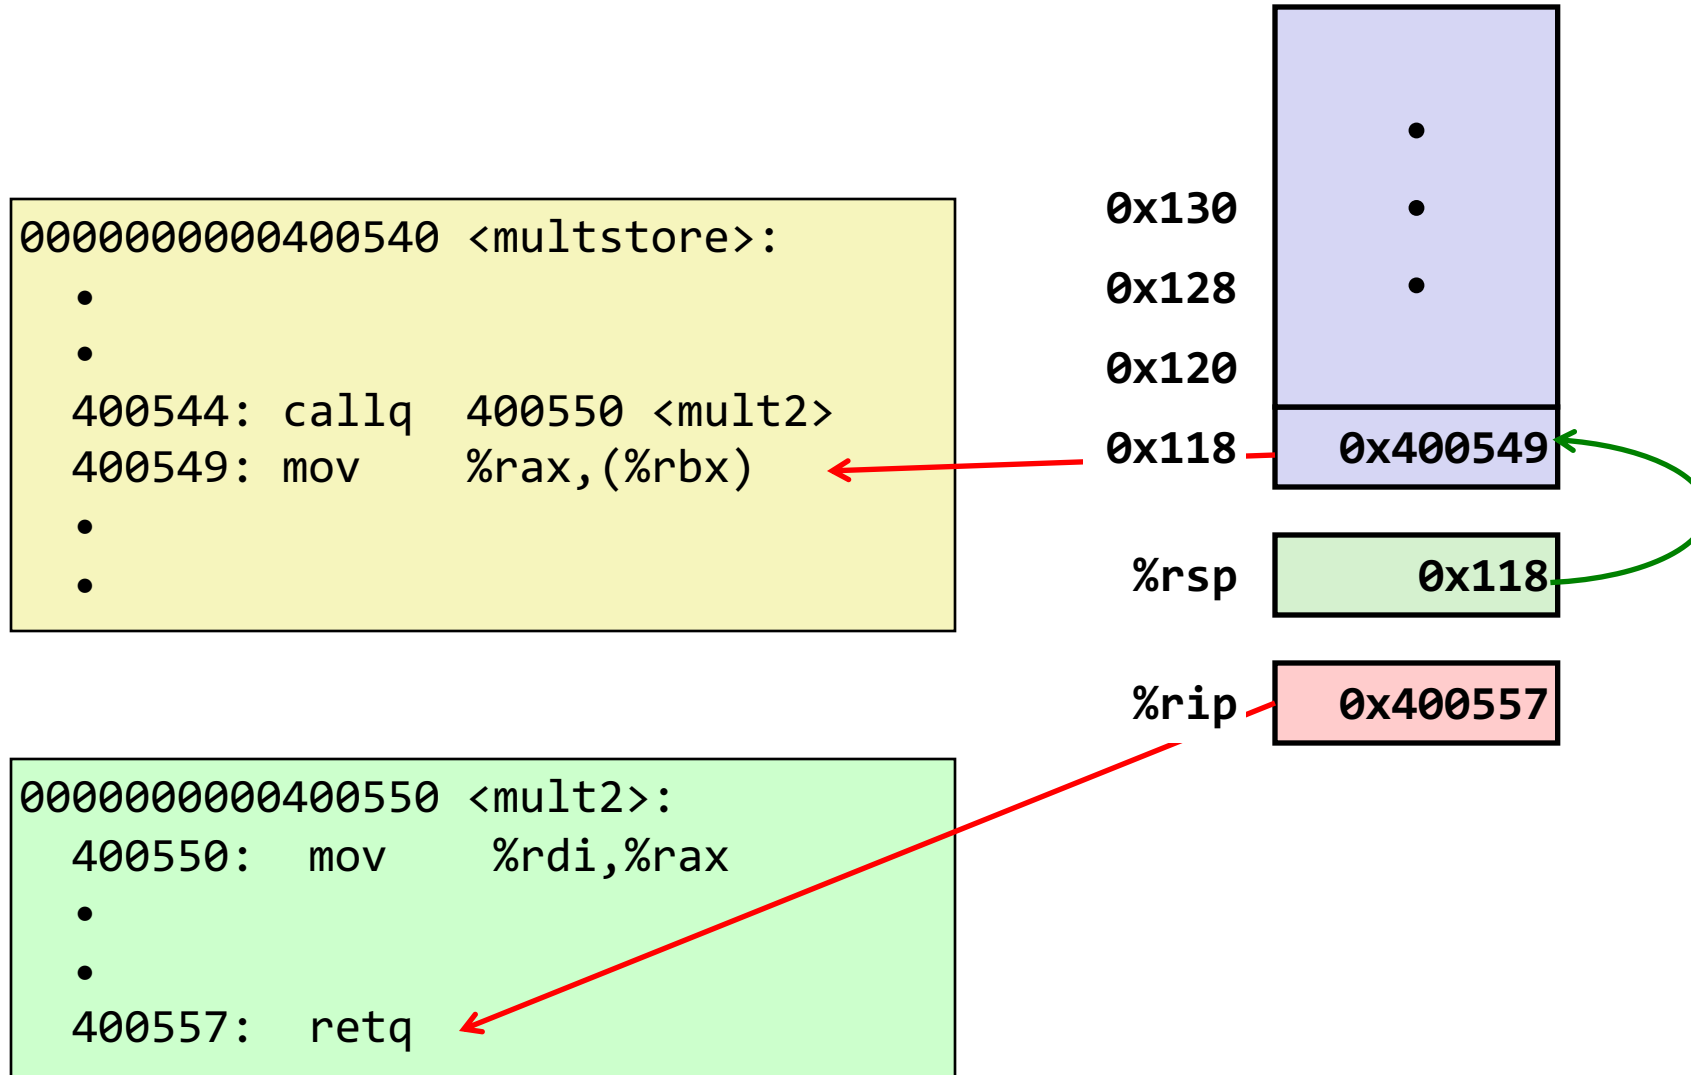 0000000000400540 <multstore>:
•
•
400544: callq  400550 <mult2>
400549: mov    %rax,(%rbx)
•
•
0000000000400550 <mult2>:
400550:  mov    %rdi,%rax
•
•
400557:  retq
•
0x130 •
0x128 •
0x120
0x118 0x400549
%rsp 0x118
%rip 0x400557